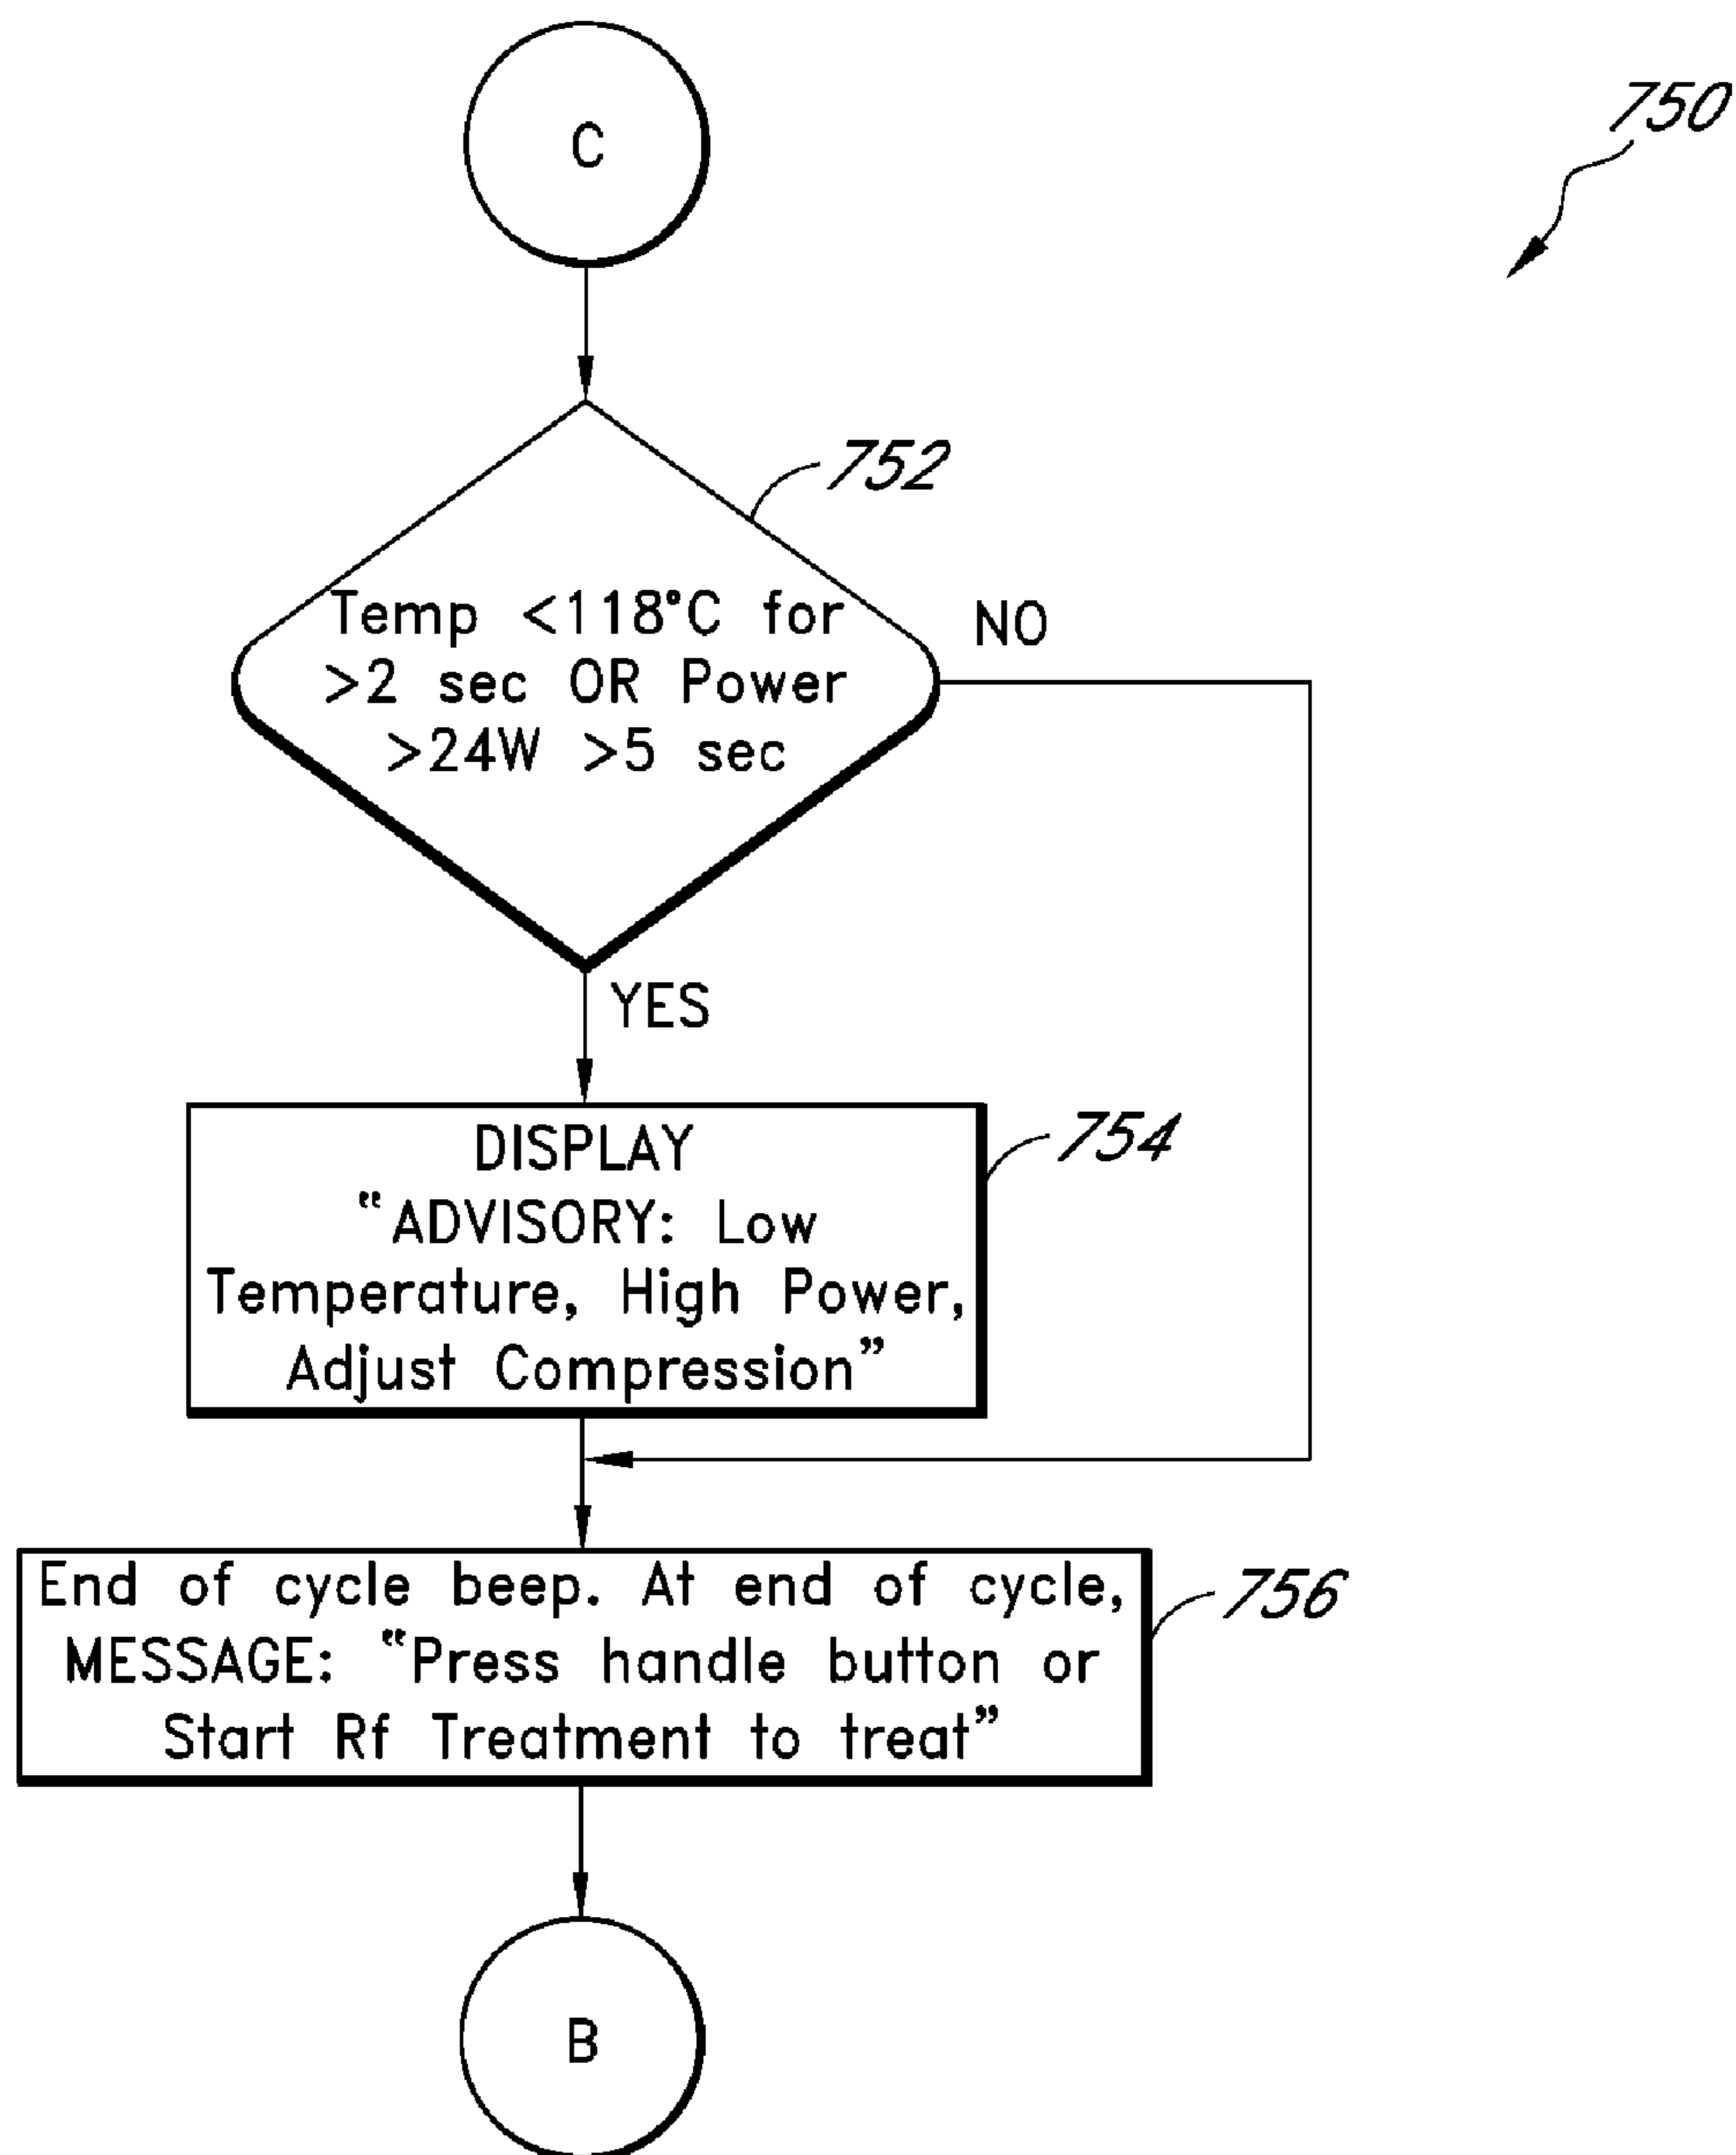 C
750
752
Temp <118°C for
>2 sec OR Power
>24W >5 sec
NO
YES
DISPLAY
"ADVISORY: Low
Temperature, High Power,
Adjust Compression"
754
End of cycle beep. At end of cycle,
MESSAGE: "Press handle button or
Start Rf Treatment to treat"
756
B